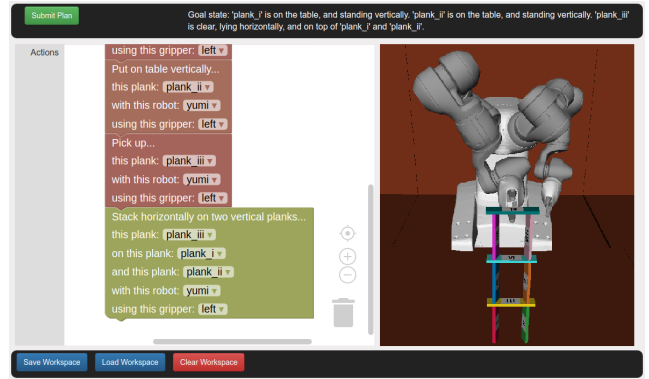 Submit Plan
Goal state: 'plank_i' is on the table, and standing vertically. 'plank_ii' is on the table, and standing vertically. 'plank_iii'
is clear, lying horizontally, and on top of 'plank_i' and 'plank_ii'.
Actions
using this gripper: left
Put on table vertically...
this plank: plank_ii
with this robot: yumi
using this gripper: left
Pick up...
this plank: plank_iii
with this robot: yumi
using this gripper: left
Stack horizontally on two vertical planks...
this plank: plank_iii
on this plank: plank_i
and this plank: plank_ii
with this robot: yumi
using this gripper: left
Save Workspace
Load Workspace
Clear Workspace